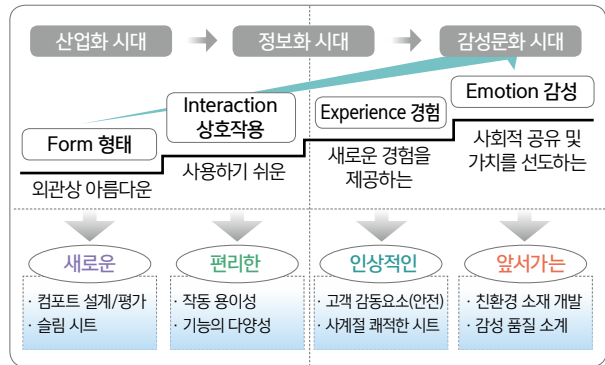 산업화 시대
정보화 시대
감성문화 시대
Form 형태
외관상 아름다운
Interaction
상호작용
사용하기 쉬운
Experience 경험
새로운 경험을
제공하는
Emotion 감성
사회적 공유 및
가치를 선도하는
새로운
· 컴포트 설계/평가
· 슬림 시트
편리한
· 작동 용이성
· 기능의 다양성
인상적인
· 고객 감동요소(안전)
· 사계절 쾌적한 시트
앞서가는
· 친환경 소재 개발
· 감성 품질 소계